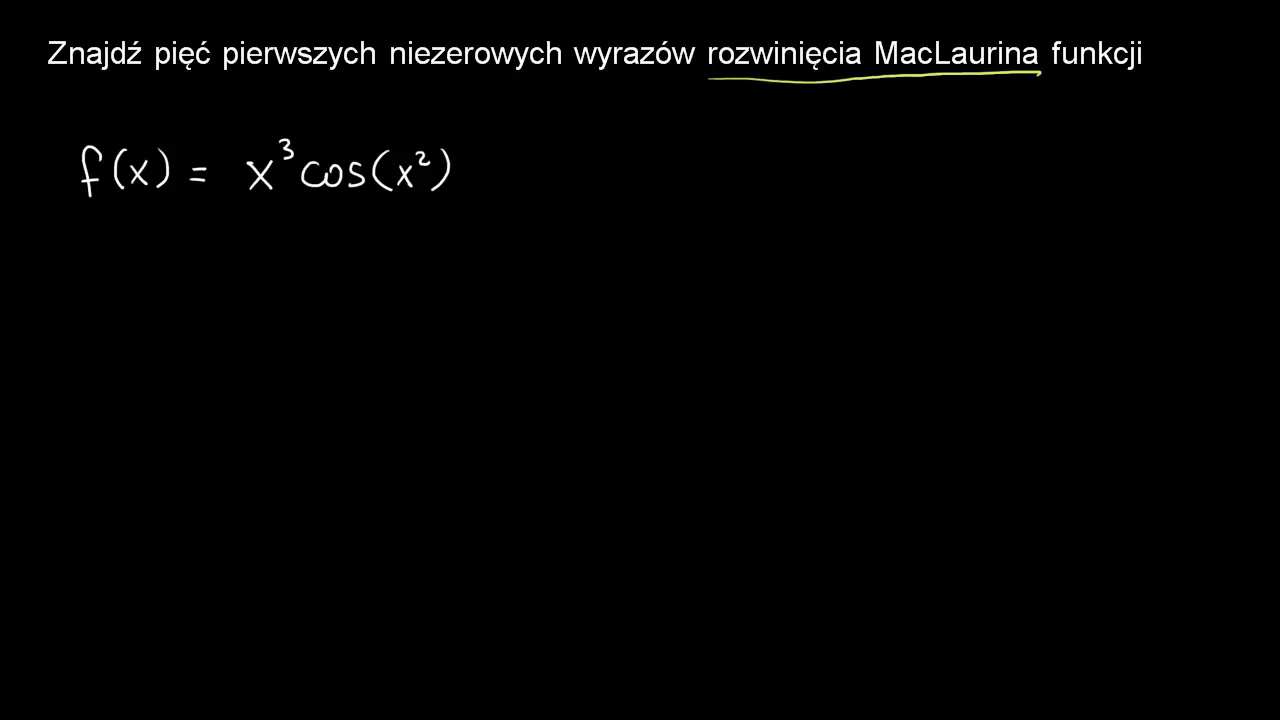 Znajdź pięć pierwszych niezerowych wyrazów rozwinięcia MacLaurina funkcji
f(x) = x³cos(x²)